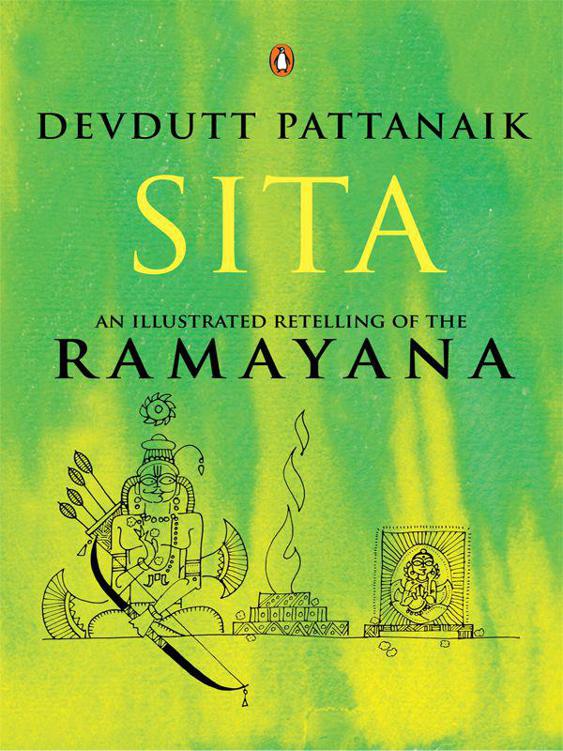 DEVDUTT PATTANAIK
SITA
AN ILLUSTRATED RETELLING OF THE
RAMAYANA